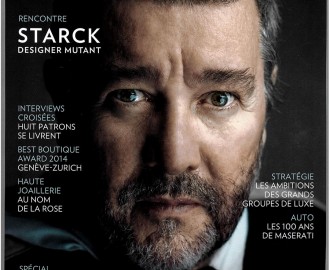 RENCONTRE
STARCK
DESIGNER MUTANT
INTERVIEWS
CROISÉES
HUIT PATRONS
SE LIVRENT
BEST BOUTIQUE
AWARD 2014
GENÈVE-ZURICH
HAUTE
JOAILLERIE
AU NOM
DE LA ROSE
STRATÉGIE
LES AMBITIONS
DES GRANDS
GROUPES DE LUXE
AUTO
LES 100 ANS
DE MASERATI
SPÉCIAL